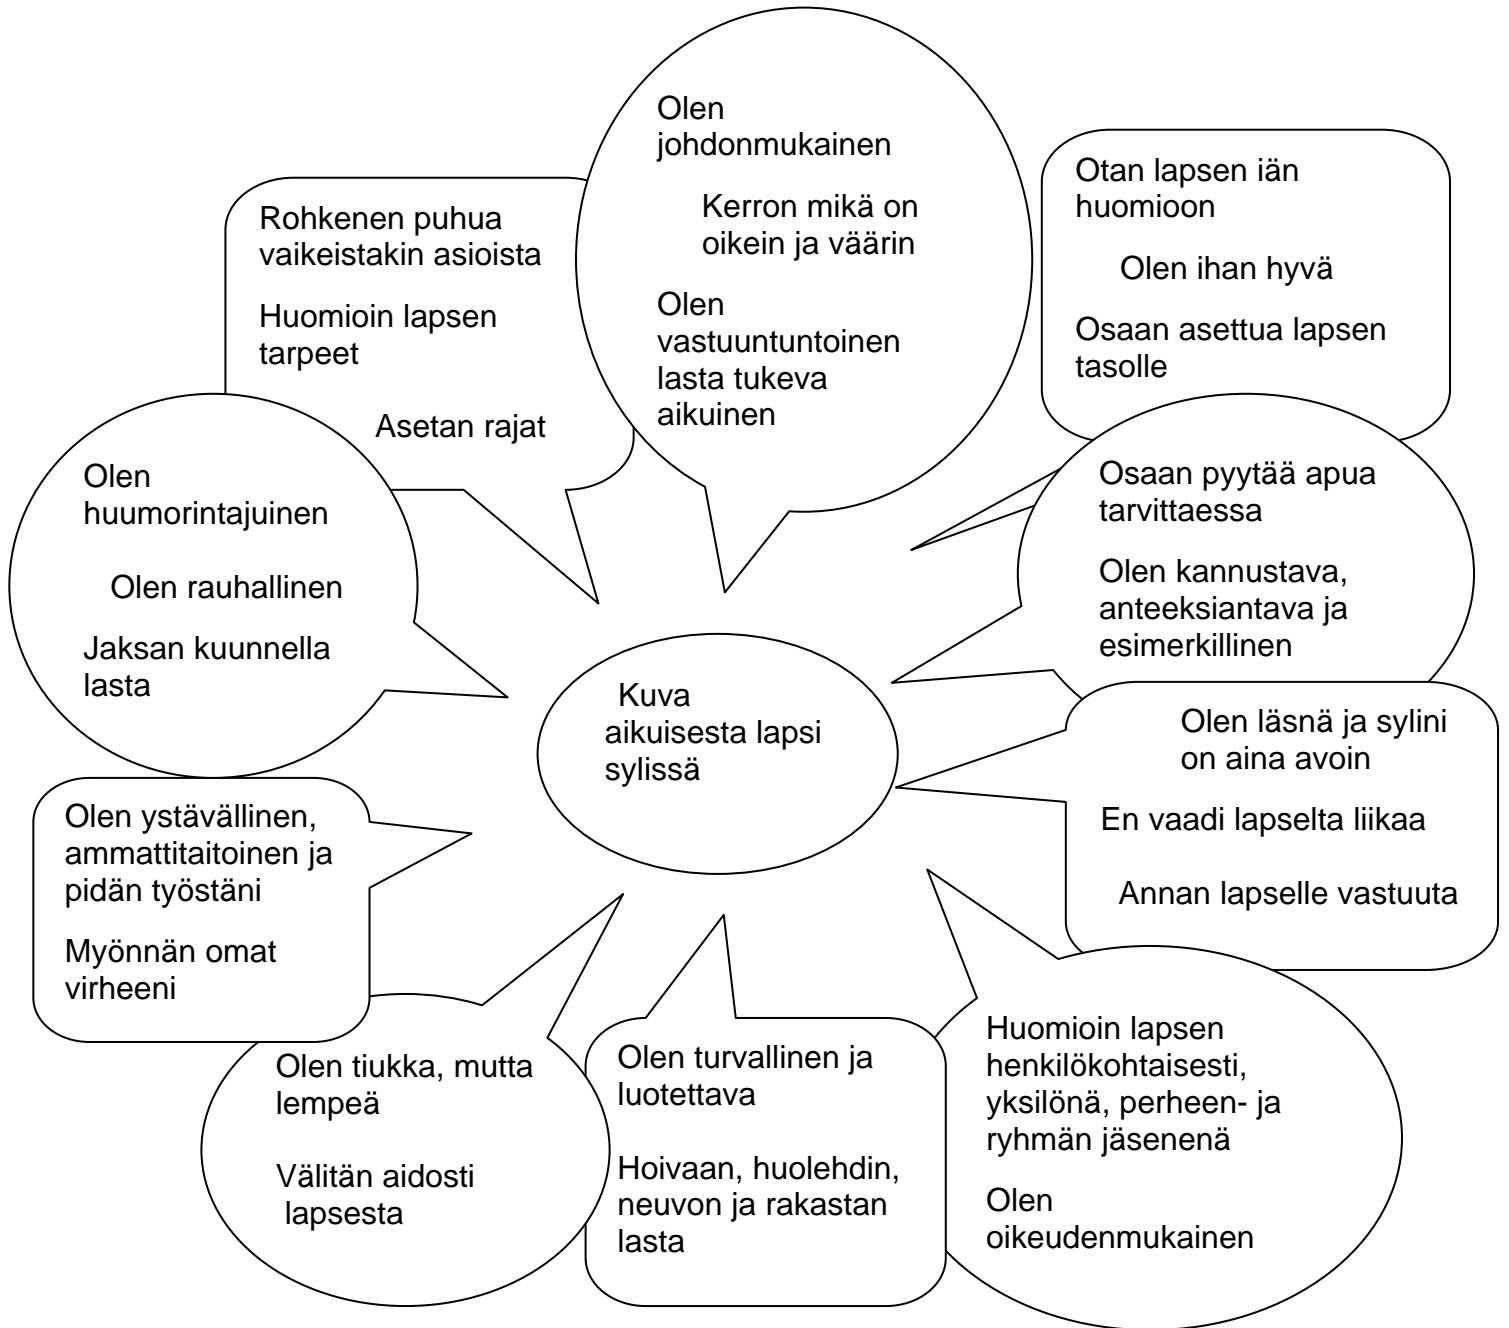 Olen
johdonmukainen
Kerron mikä on
oikein ja väärin
Olen
vastuuntuntoinen
lasta tukeva
aikuinen
Otan lapsen iän
huomioon
Olen ihan hyvä
Osaan asettua lapsen
tasolle
Rohkenen puhua
vaikeistakin asioista
Huomioin lapsen
tarpeet
Asetan rajat
Osaan pyytää apua
tarvittaessa
Olen kannustava,
anteeksiantava ja
esimerkillinen
Olen
huumorintajuinen
Olen rauhallinen
Jaksan kuunnella
lasta
Kuva
aikuisesta lapsi
sylissä
Olen läsnä ja sylini
on aina avoin
En vaadi lapselta liikaa
Annan lapselle vastuuta
Olen ystävällinen,
ammattitaitoinen ja
pidän työstäni
Myönnän omat
virheeni
Olen tiukka, mutta
lempeä
Välitän aidosti
lapsesta
Olen turvallinen ja
luotettava
Hoivaan, huolehdin,
neuvon ja rakastan
lasta
Huomioin lapsen
henkilökohtaisesti,
yksilönä, perheen- ja
ryhmän jäsenenä
Olen
oikeudenmukainen